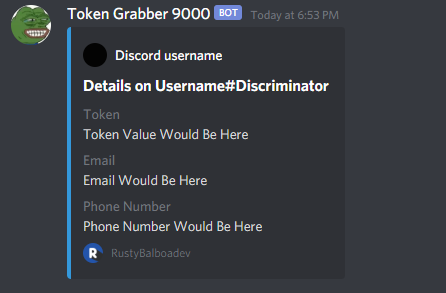 Token Grabber 9000 BOT Today at 6:53 PM
Discord username
Details on Username#Discriminator
Token
Token Value Would Be Here
Email
Email Would Be Here
Phone Number
Phone Number Would Be Here
R RustyBalboadev